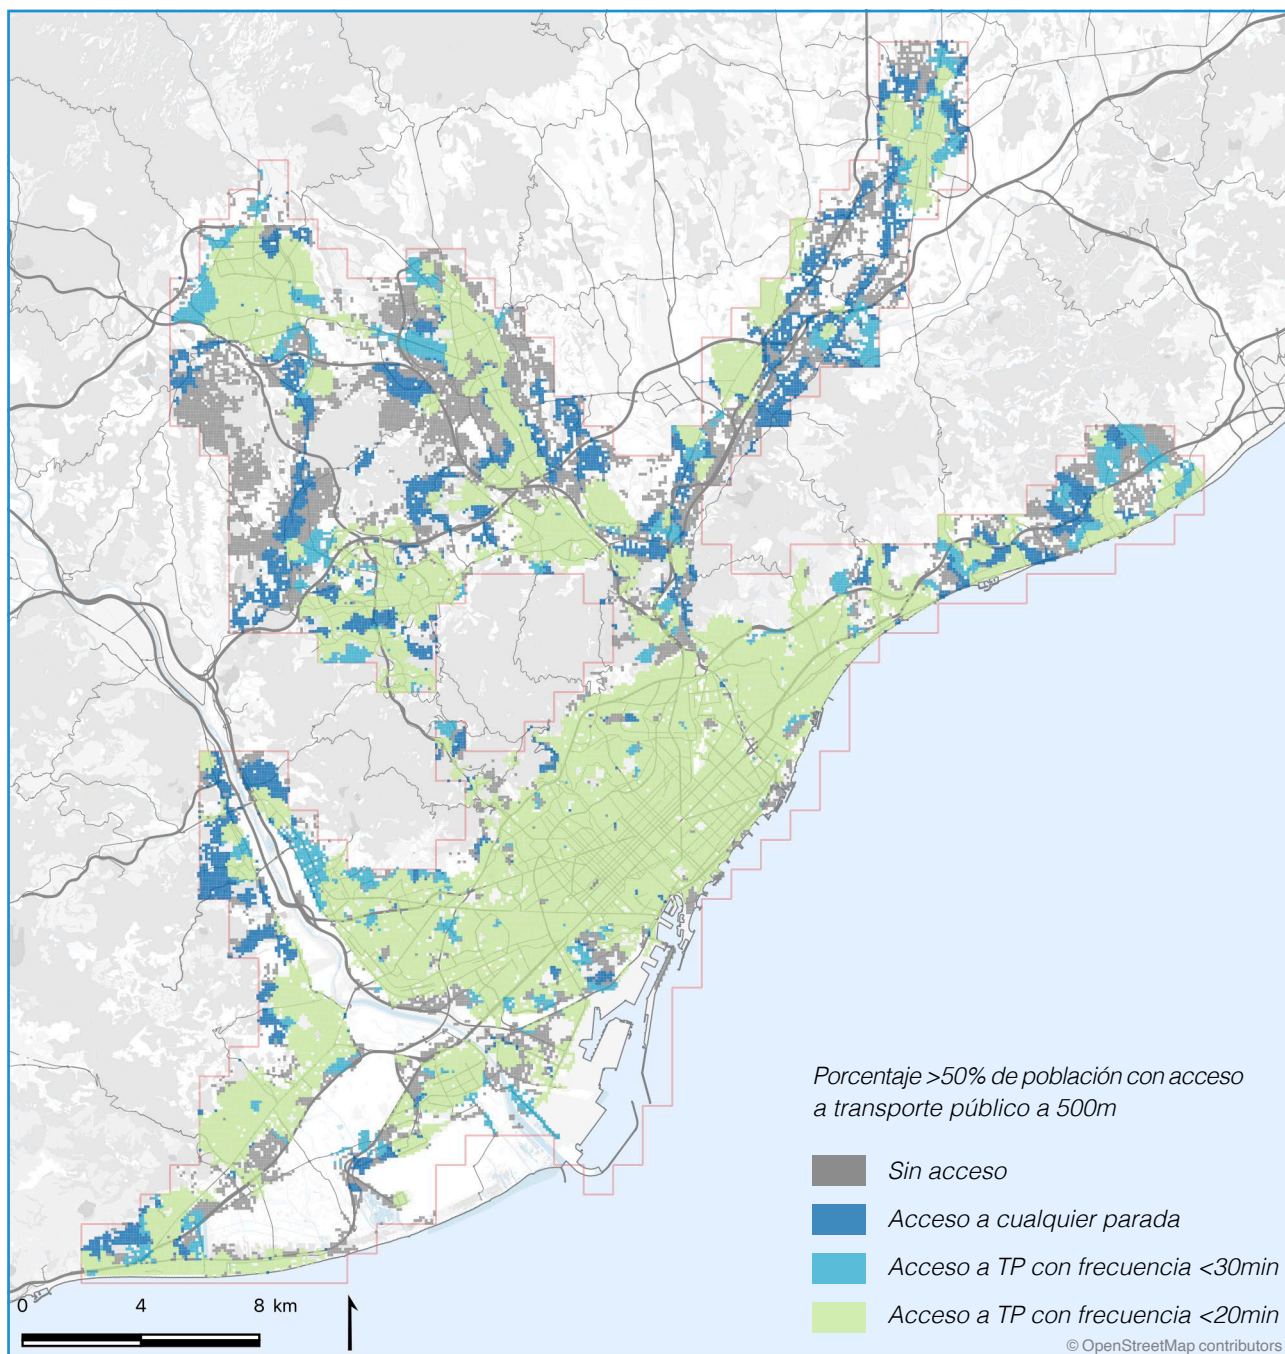 Porcentaje >50% de población con acceso
a transporte público a 500m
Sin acceso
Acceso a cualquier parada
Acceso a TP con frecuencia <30min
Acceso a TP con frecuencia <20min
0 4 8 km
© OpenStreetMap contributors